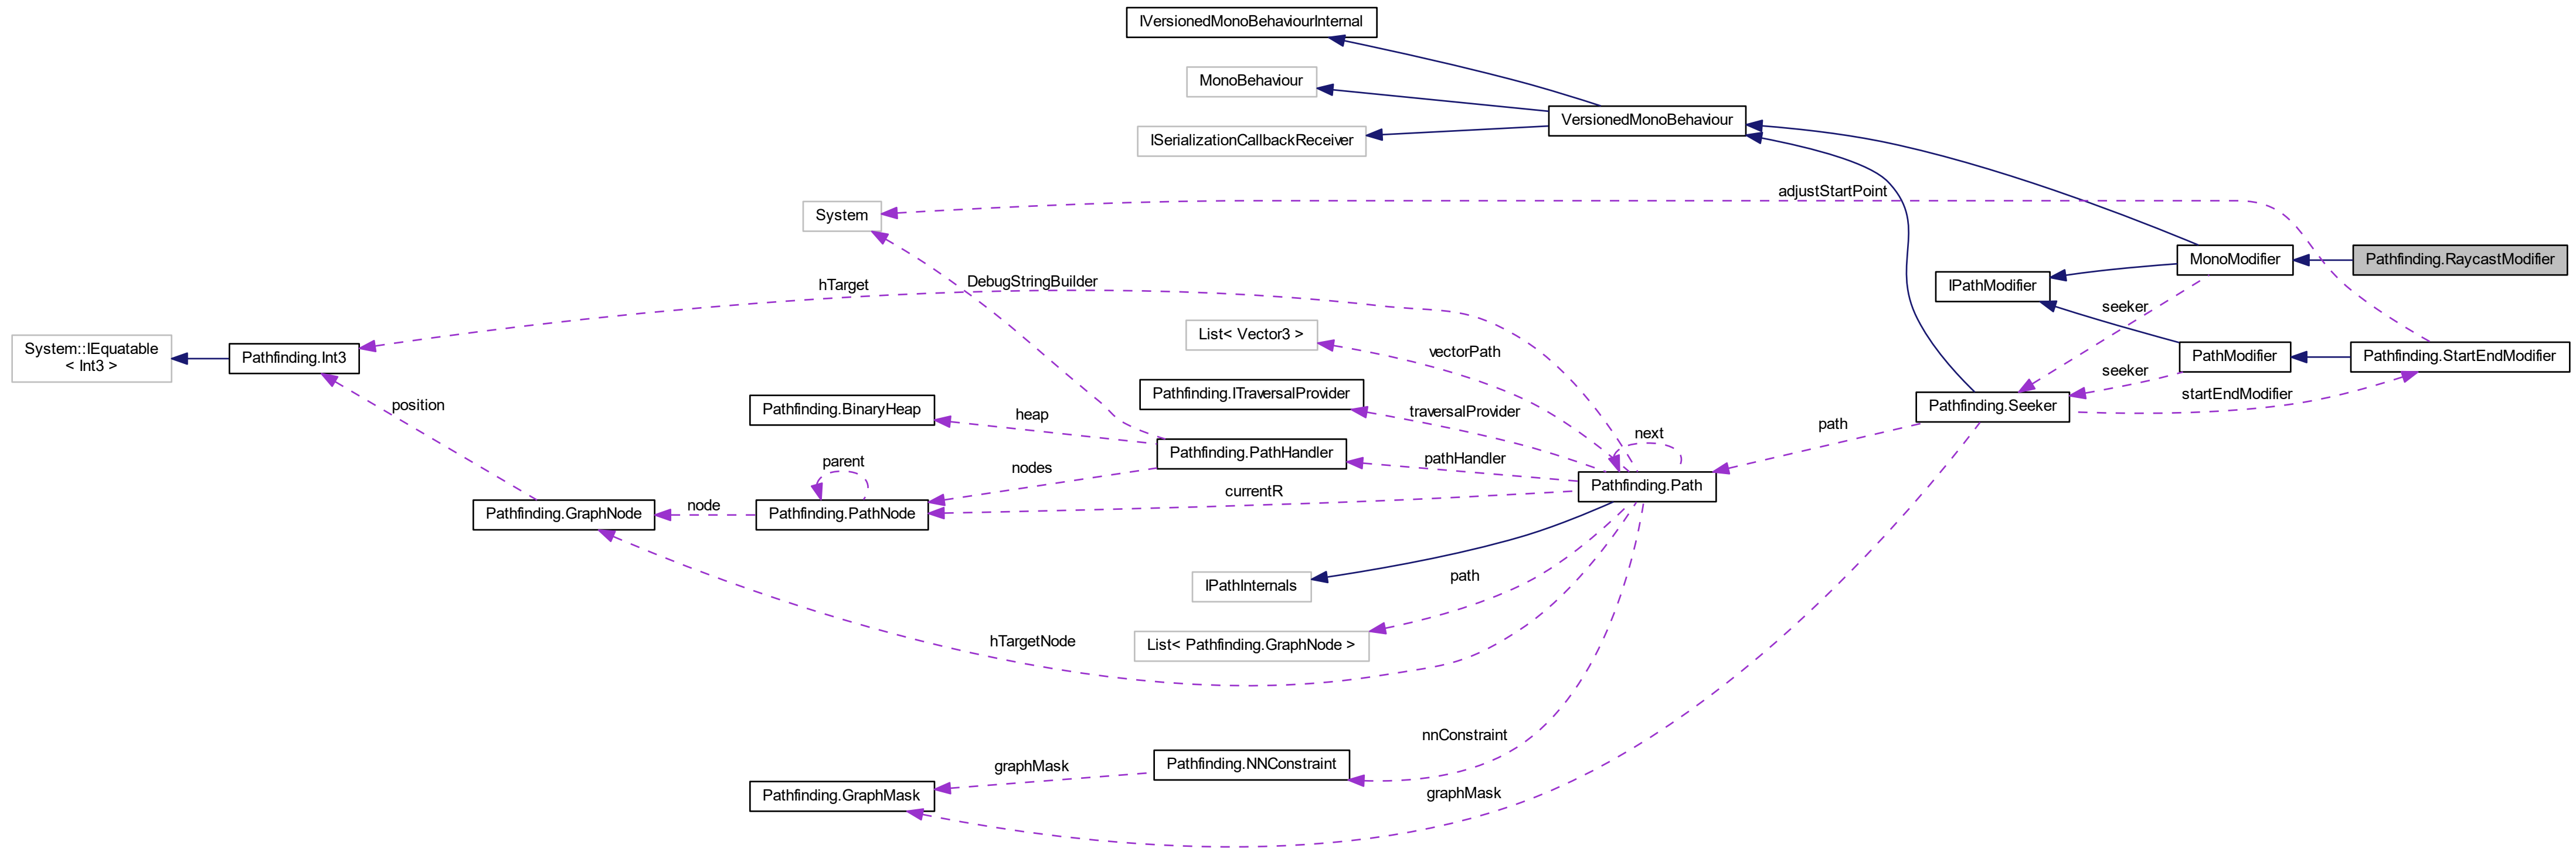 IVersionedMonoBehaviourInternal
MonoBehaviour
VersionedMonoBehaviour
ISerializationCallbackReceiver
adjustStartPoint
System
MonoModifier
Pathfinding.RaycastModifier
DebugStringBuilder
hTarget
IPathModifier
seeker
List< Vector3 >
System::IEquatable
< Int3 >
Pathfinding.Int3
vectorPath
PathModifier
Pathfinding.StartEndModifier
seeker
Pathfinding.ITraversalProvider
startEndModifier
position
Pathfinding.BinaryHeap
heap
traversalProvider
Pathfinding.Seeker
path
next
Pathfinding.PathHandler
pathHandler
parent
nodes
Pathfinding.Path
currentR
node
Pathfinding.GraphNode
Pathfinding.PathNode
IPathInternals
path
hTargetNode
List< Pathfinding.GraphNode >
nnConstraint
graphMask
Pathfinding.NNConstraint
Pathfinding.GraphMask
graphMask